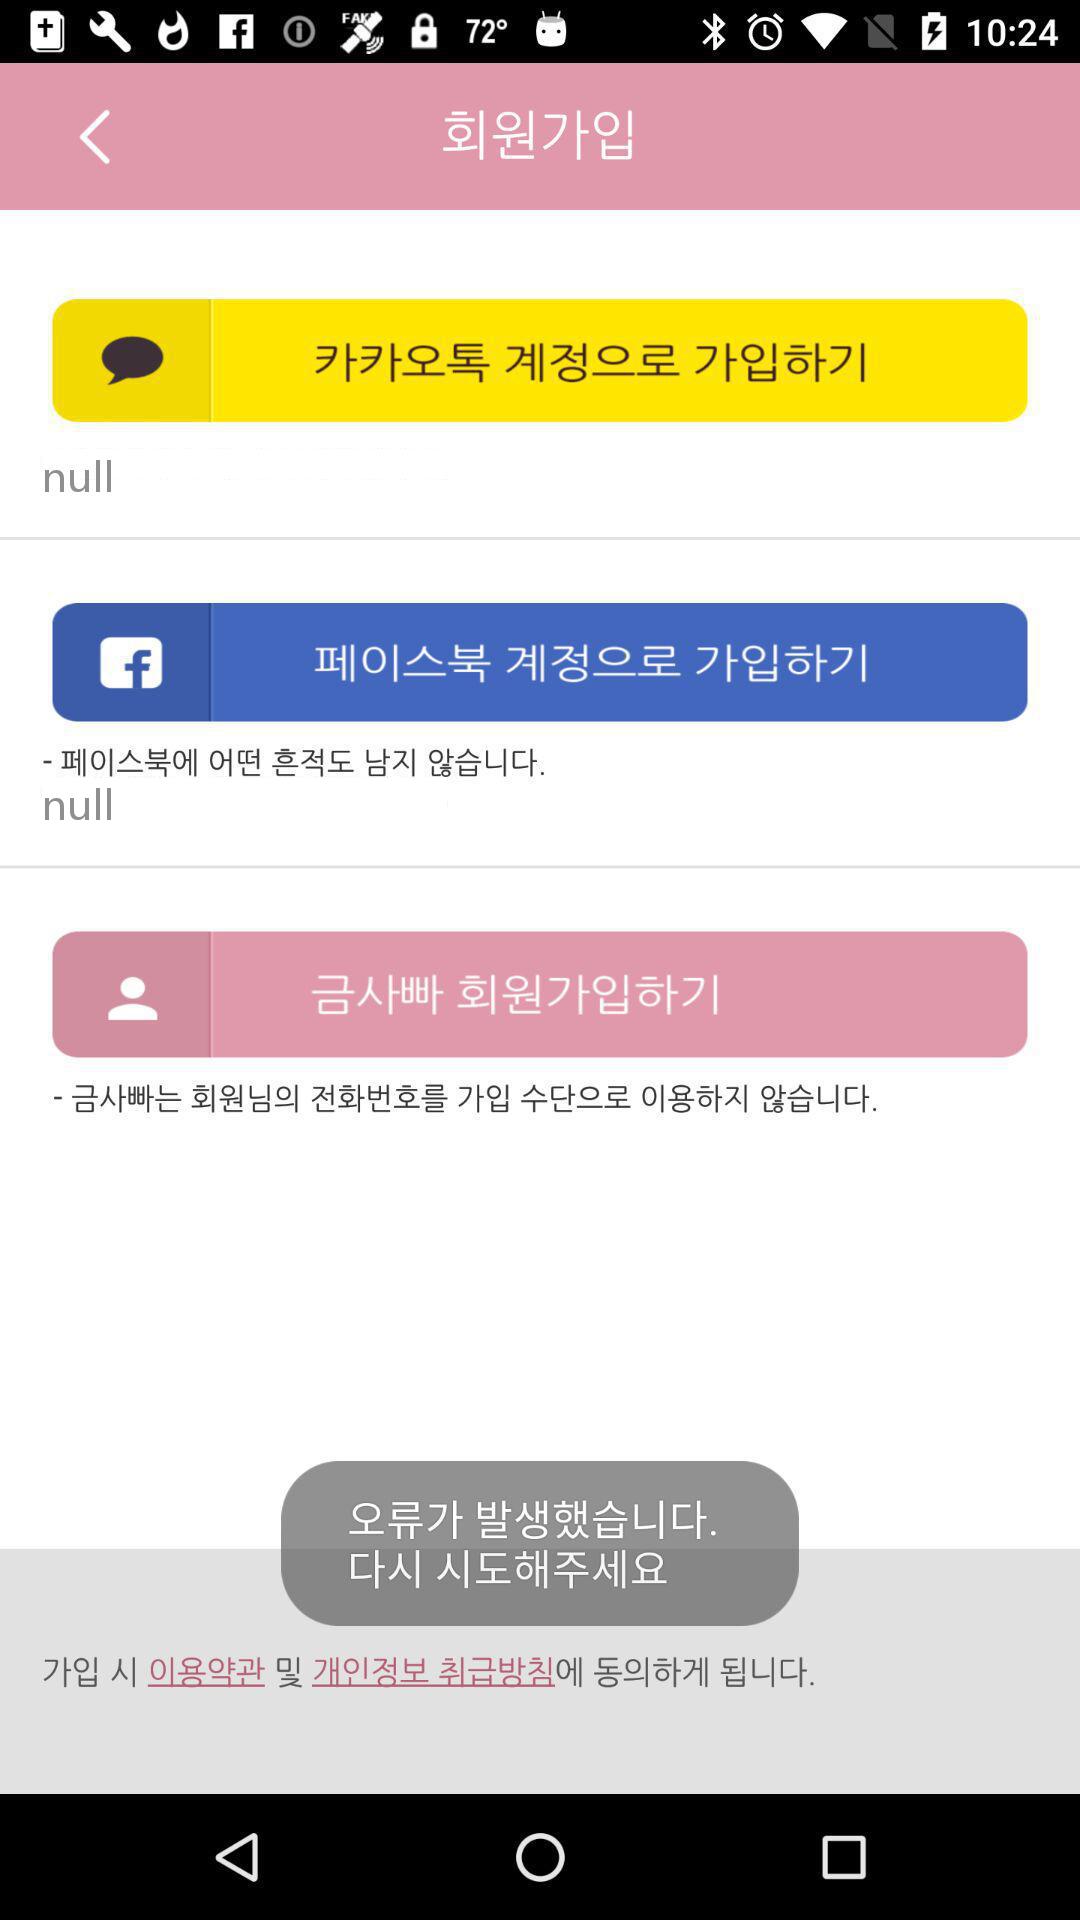 FAKE 72° 10:24
회원가입
카카오톡 계정으로 가입하기
null
페이스북 계정으로 가입하기
- 페이스북에 어떤 흔적도 남지 않습니다.
null
금사빠 회원가입하기
- 금사빠는 회원님의 전화번호를 가입 수단으로 이용하지 않습니다.
오류가 발생했습니다.
다시 시도해주세요
가입 시 이용약관 및 개인정보 취급방침에 동의하게 됩니다.